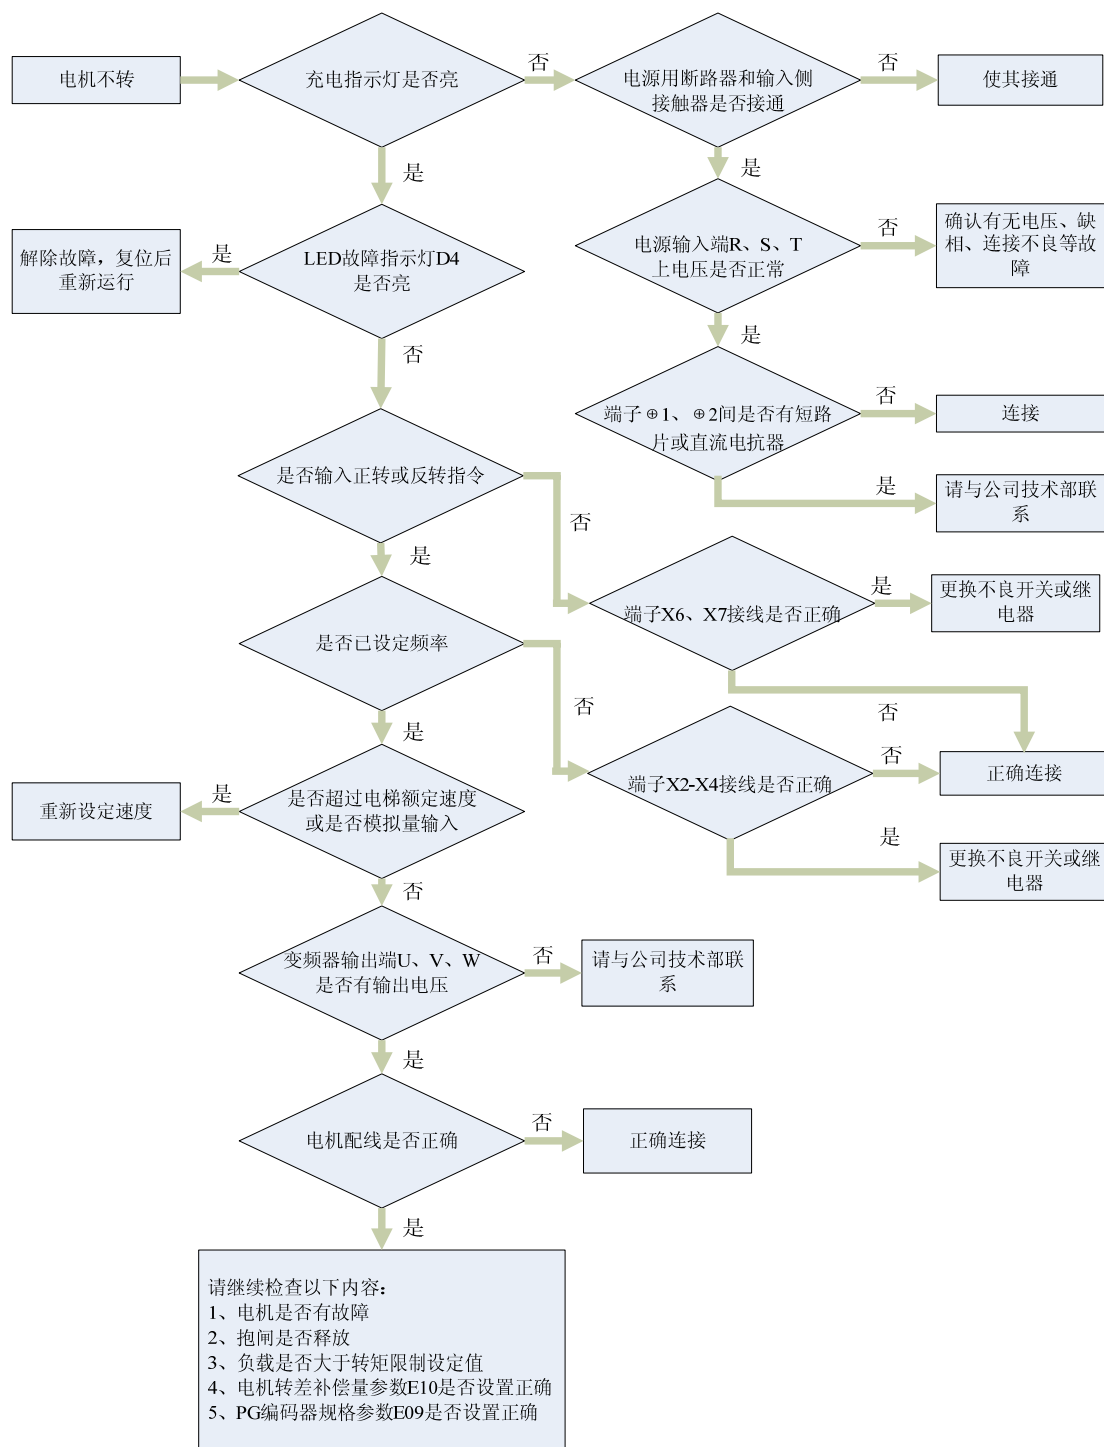 电机不转
充电指示灯是否亮
否
电源用断路器和输入侧
接触器是否接通
否
使其接通
是
是
解除故障，复位后
重新运行
是
LED故障指示灯D4
是否亮
电源输入端R、S、T
上电压是否正常
否
确认有无电压、缺
相、连接不良等故
障
否
是
端子⊕1、⊕2间是否有短路
片或直流电抗器
否
连接
是
请与公司技术部联
系
是否输入正转或反转指令
否
是
端子X6、X7接线是否正确
是
更换不良开关或继
电器
否
是否已设定频率
否
是
端子X2-X4接线是否正确
否
正确连接
是
更换不良开关或继
电器
重新设定速度
是
是否超过电梯额定速度
或是否模拟量输入
否
变频器输出端U、V、W
是否有输出电压
否
请与公司技术部联
系
是
电机配线是否正确
否
正确连接
是
请继续检查以下内容：
1、电机是否有故障
2、抱闸是否释放
3、负载是否大于转矩限制设定值
4、电机转差补偿量参数E10是否设置正确
5、PG编码器规格参数E09是否设置正确